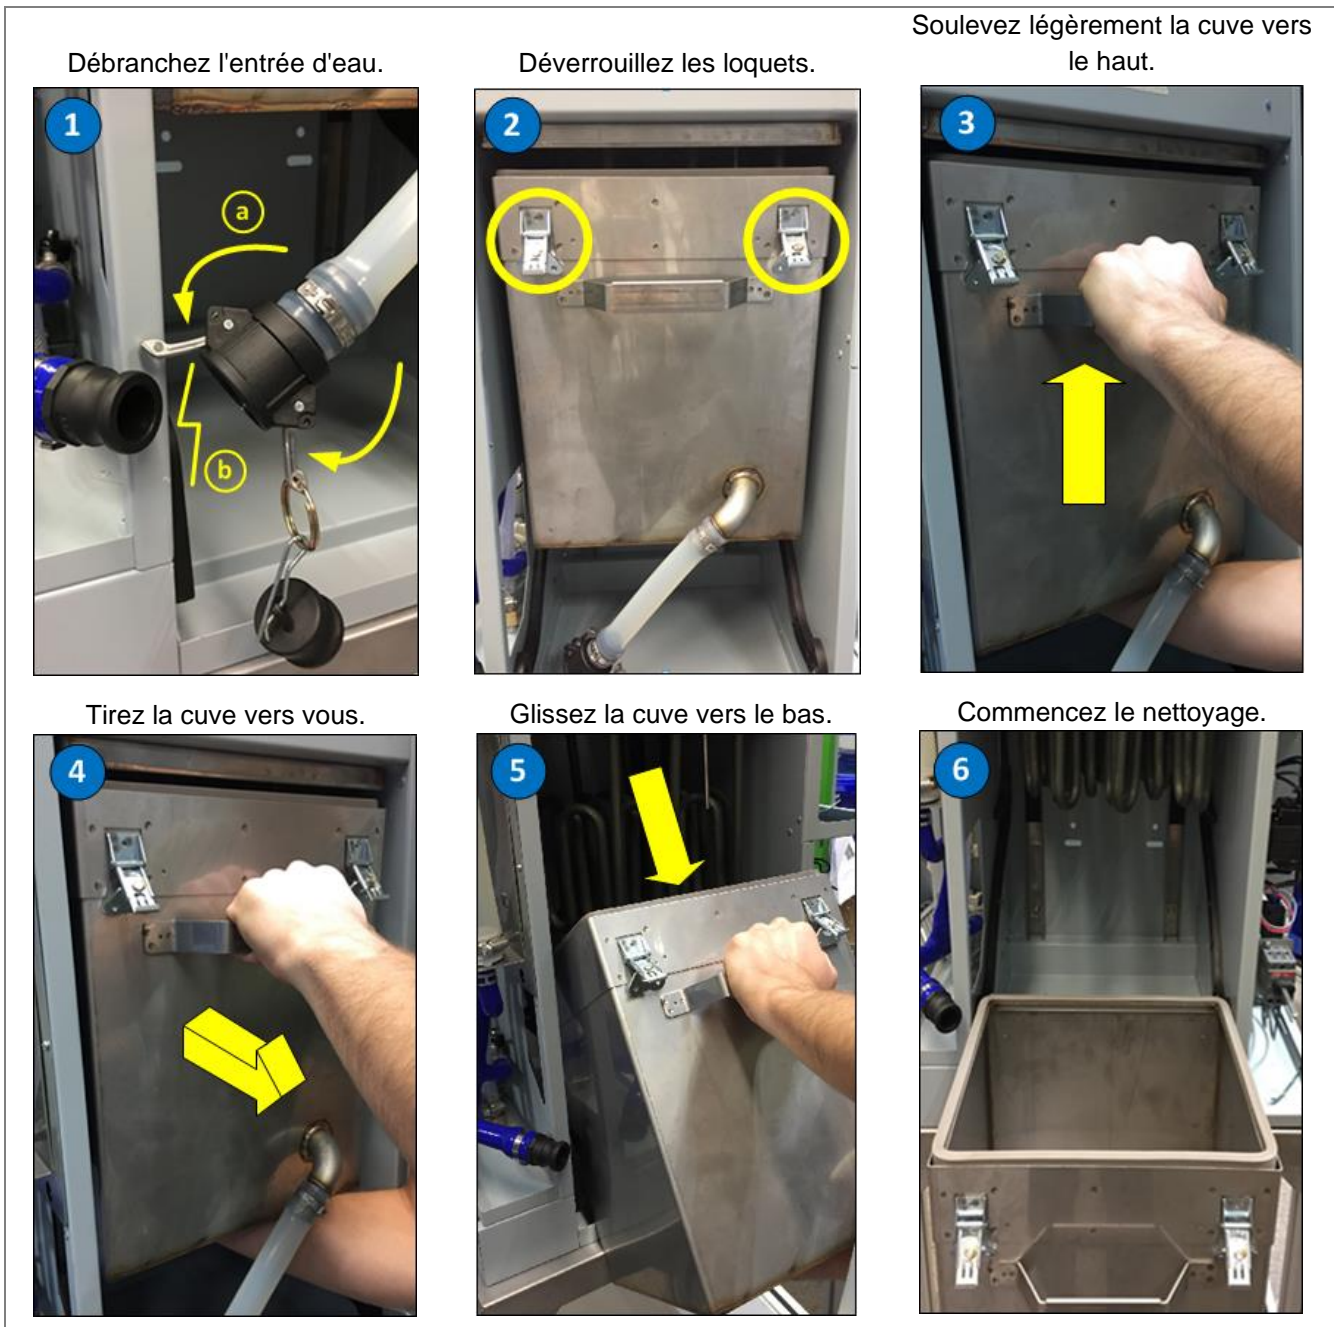 Débranchez l'entrée d'eau.
1
a
b
Déverrouillez les loquets.
2
Soulevez légèrement la cuve vers
le haut.
3
Tirez la cuve vers vous.
4
Glissez la cuve vers le bas.
5
Commencez le nettoyage.
6